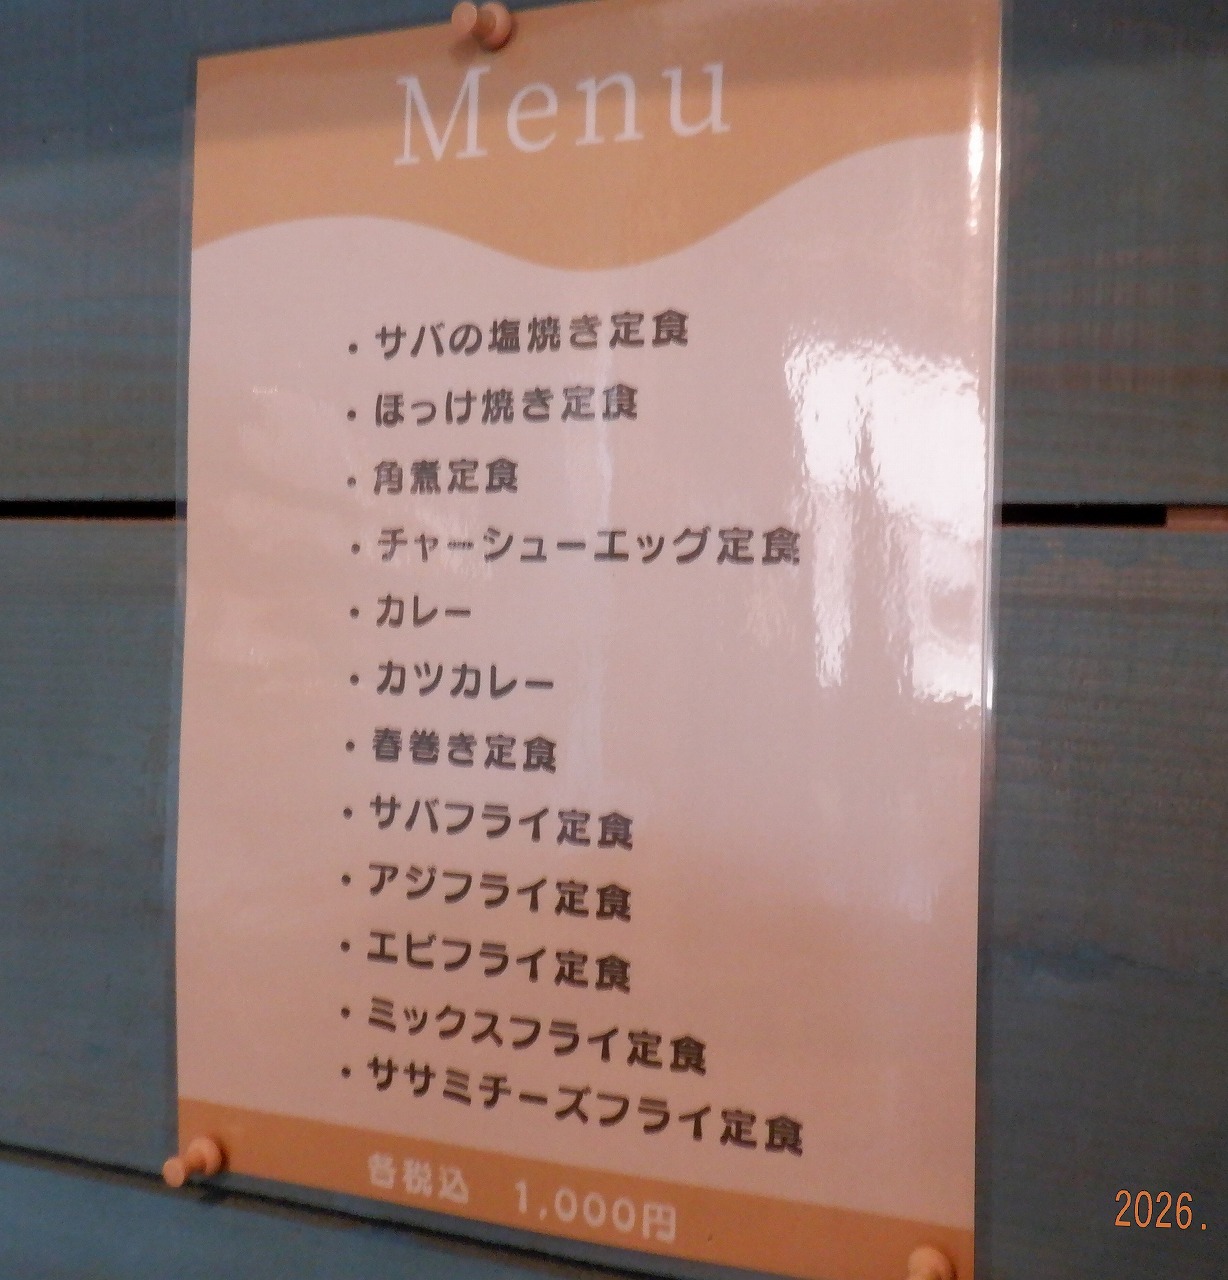 Menu
・サバの塩焼き定食
・ほっけ焼き定食
・角煮定食
・チャーシューエッグ定食
・カレー
・カツカレー
・春巻き定食
・サバフライ定食
・アジフライ定食
・エビフライ定食
・ミックスフライ定食
・ササミチーズフライ定食
各税込 1,000円
2026.